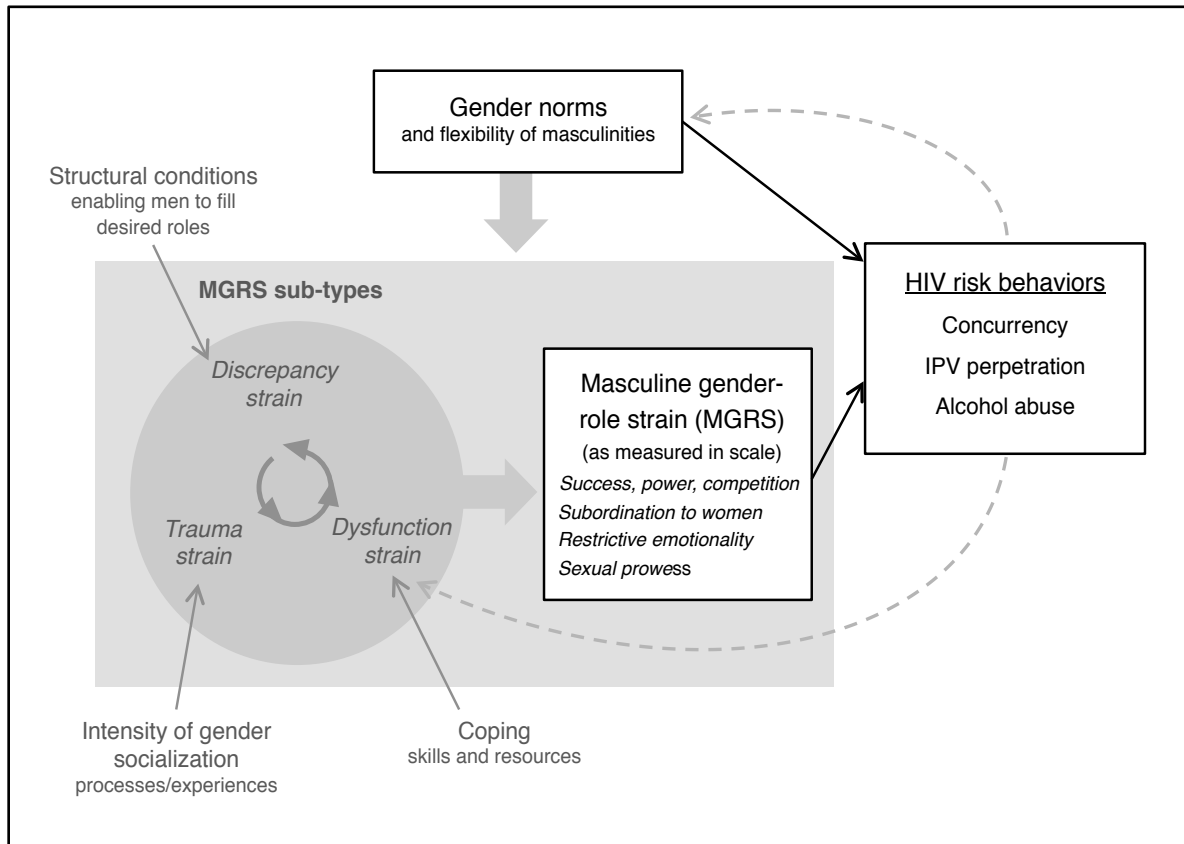 Gender norms
and flexibility of masculinities
Structural conditions
enabling men to fill
desired roles
MGRS sub-types
Discrepancy
strain
Trauma
strain
Dysfunction
strain
Masculine gender-
role strain (MGRS)
(as measured in scale)
Success, power, competition
Subordination to women
Restrictive emotionality
Sexual prowess
HIV risk behaviors
Concurrency
IPV perpetration
Alcohol abuse
Intensity of gender
socialization
processes/experiences
Coping
skills and resources